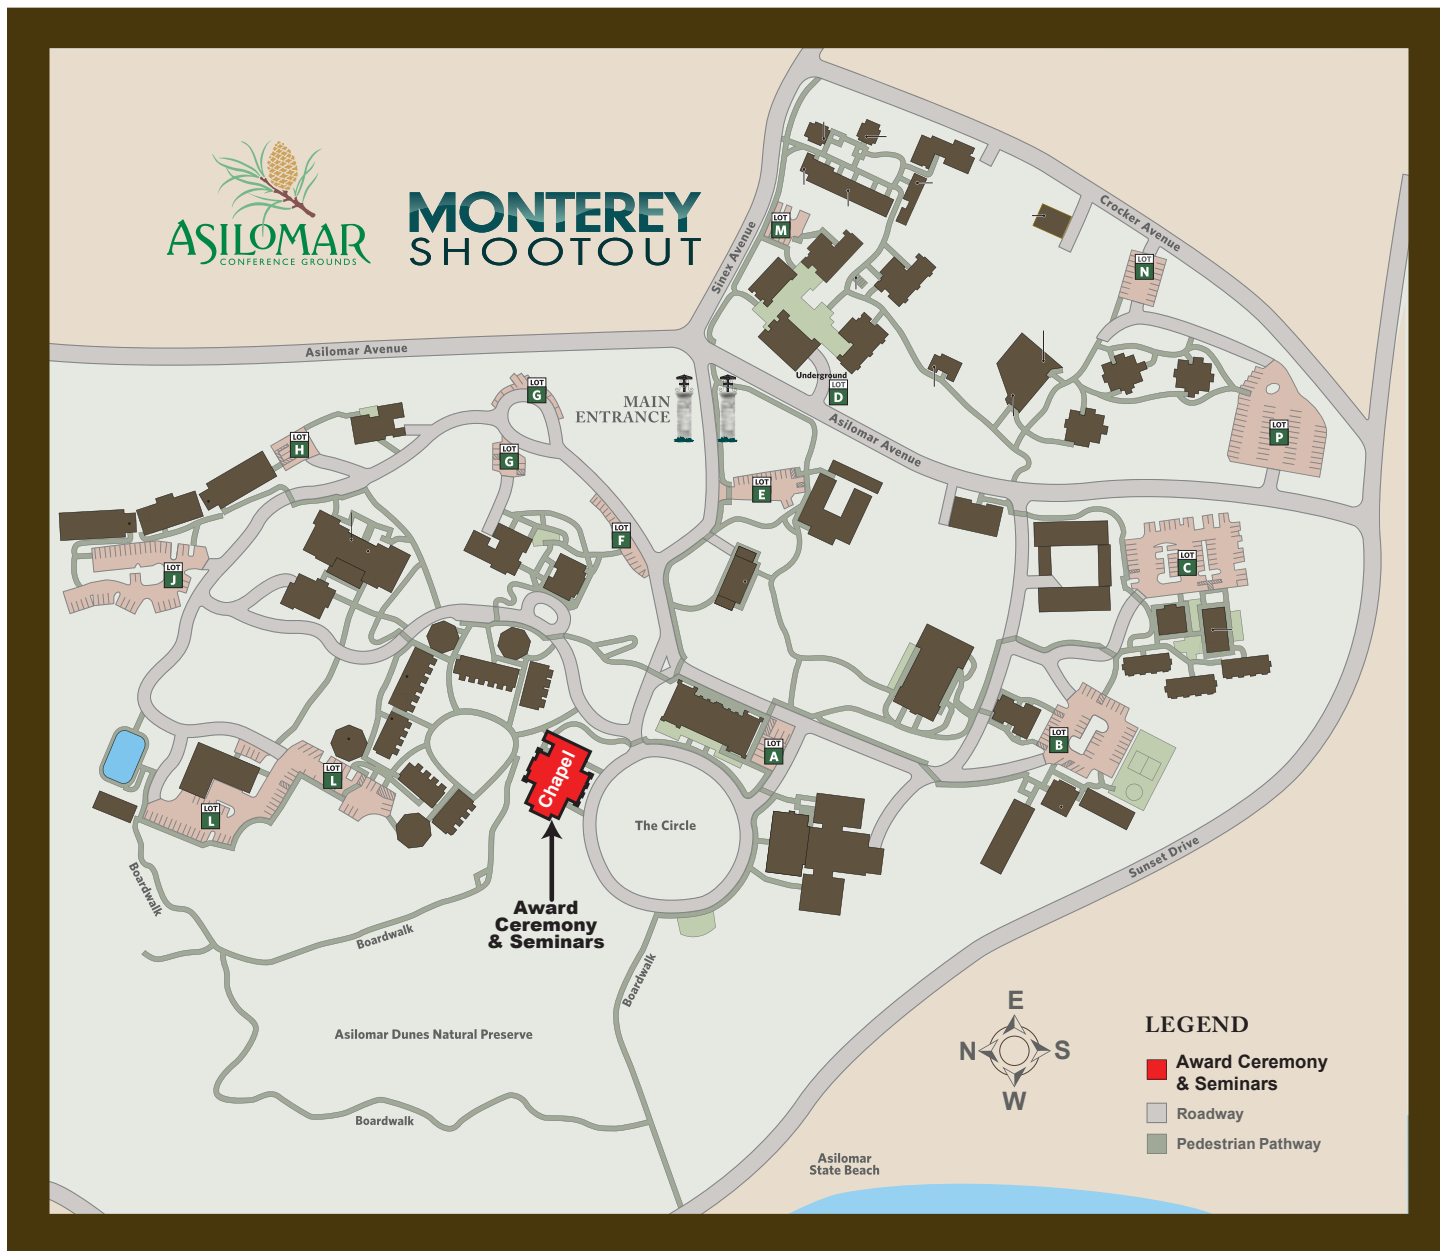 ASILOMAR
CONFERENCE GROUNDS
MONTEREY
SHOOTOUT
Sinex Avenue
Crocker Avenue
LOT
M
LOT
N
Asilomar Avenue
Underground
LOT
D
LOT
G
MAIN
ENTRANCE
Asilomar Avenue
LOT
H
LOT
G
LOT
P
LOT
E
LOT
F
LOT
C
LOT
J
LOT
B
LOT
A
LOT
L
LOT
L
Chapel
The Circle
Sunset Drive
Boardwalk
Award
Ceremony
& Seminars
Boardwalk
Boardwalk
Asilomar Dunes Natural Preserve
Boardwalk
E
N
S
W
LEGEND
Award Ceremony
& Seminars
Roadway
Pedestrian Pathway
Asilomar
State Beach